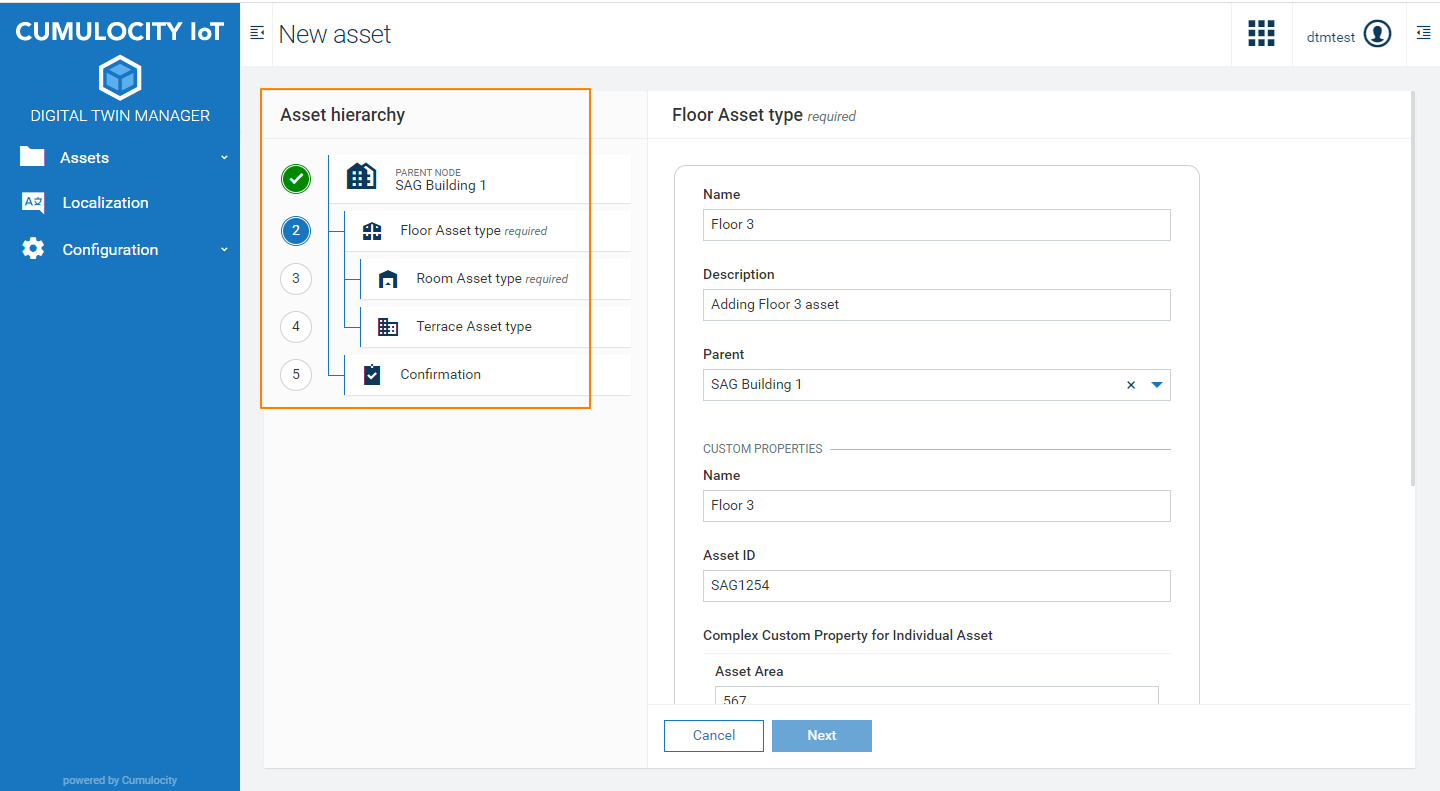 CUMULOCITY IoT
DIGITAL TWIN MANAGER
Assets
Localization
Configuration
powered by Cumulocity
New asset
dtmtest
Asset hierarchy
PARENT NODE
SAG Building 1
2
Floor Asset type required
3
Room Asset type required
4
Terrace Asset type
5
Confirmation
Floor Asset type required
Name
Floor 3
Description
Adding Floor 3 asset
Parent
SAG Building 1
CUSTOM PROPERTIES
Name
Floor 3
Asset ID
SAG1254
Complex Custom Property for Individual Asset
Asset Area
567
Cancel
Next